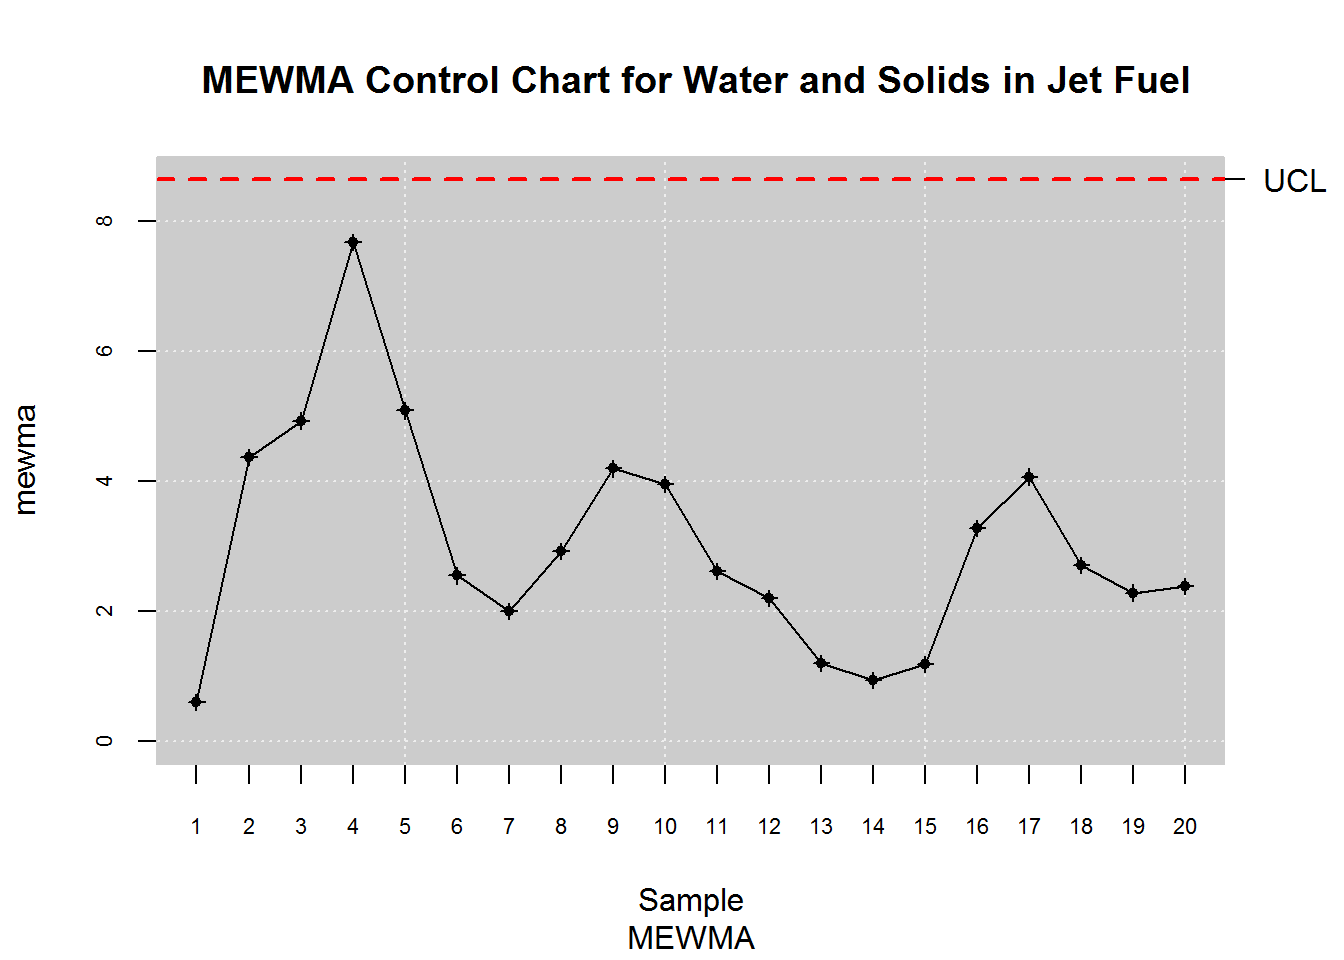 MEWMA Control Chart for Water and Solids in Jet Fuel
UCL
8
6
4
2
0
mewma
1 2 3 4 5 6 7 8 9 10 11 12 13 14 15 16 17 18 19 20
Sample
MEWMA